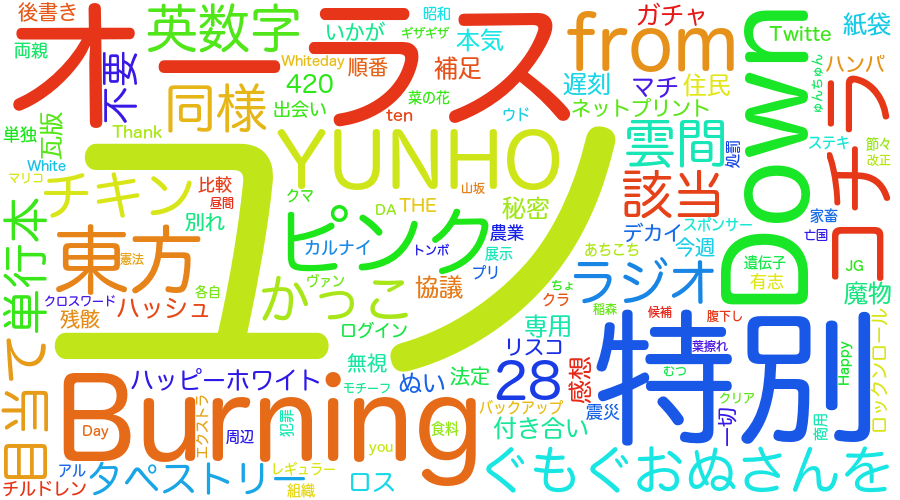 後書き
両親
英数字
オーラス
いかが
昭和
ギザギザ
本気
from
ガチャ
Twitte
紙袋
不要
同様
Whiteday
420
順番
補足
出会い
ten
菜の花
ウド
遅刻
マチ
住民
ネットプリント
Down
ハンパ
ゅんちゅん
コチラ
単独
瓦版
Thank
White
マリコ
チキン
比較
昼間
別れ
YUNHO
ユノ
クマ
DA
THE
山坂
秘密
雲間
処罰
ステキ
節々
改正
該当
単行本
東方
憲法
ピンク
カルナイ
トンボ
農業
展示
プリ
デカイ
スポンサー
今週
あちこち
家畜
亡国
クロスワード
残骸
ハッシュ
各自
かっこ
ヴァン
協議
ちょ
クラ
ラジオ
稲森
候補
腹下し
遺伝子
有志
JG
魔物
目当て
ログイン
専用
リスコ
28
特別
葉擦れ
ハッピーホワイト
無視
モチーフ
ぬい
法定
感想
むつ
クリア
Happy
ロックンロール
Burning
Day
エクストラ
周辺
犯罪
you
食料
バックアップ
付き合い
震災
一切
商用
チルドレン
アル
タペストリー
レギュラー
組織
ロス
ぐもぐおぬさんを